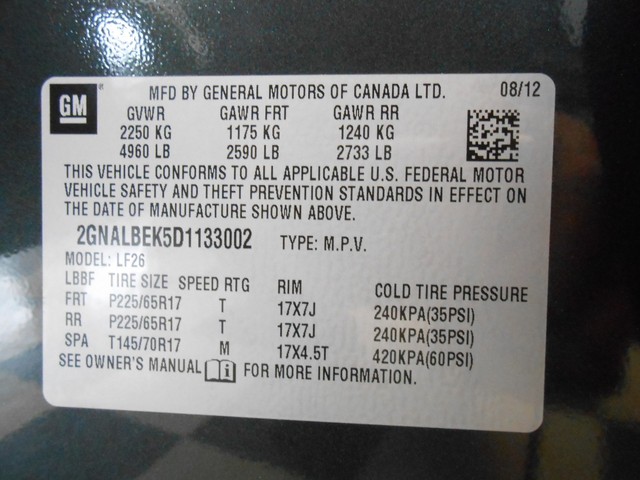 GM
MFD BY GENERAL MOTORS OF CANADA LTD. 08/12
GVWR GAWR FRT GAWR RR
2250 KG 1175 KG 1240 KG
4960 LB 2590 LB 2733 LB
THIS VEHICLE CONFORMS TO ALL APPLICABLE U.S. FEDERAL MOTOR
VEHICLE SAFETY AND THEFT PREVENTION STANDARDS IN EFFECT ON
THE DATE OF MANUFACTURE SHOWN ABOVE.
2GNALBEK5D1133002 TYPE: M.P.V.
MODEL: LF26
LBBF TIRE SIZE SPEED RTG RIM COLD TIRE PRESSURE
FRT P225/65R17 T 17X7J 240KPA(35PSI)
RR P225/65R17 T 17X7J 240KPA(35PSI)
SPA T145/70R17 M 17X4.5T 420KPA(60PSI)
SEE OWNER'S MANUAL i FOR MORE INFORMATION.